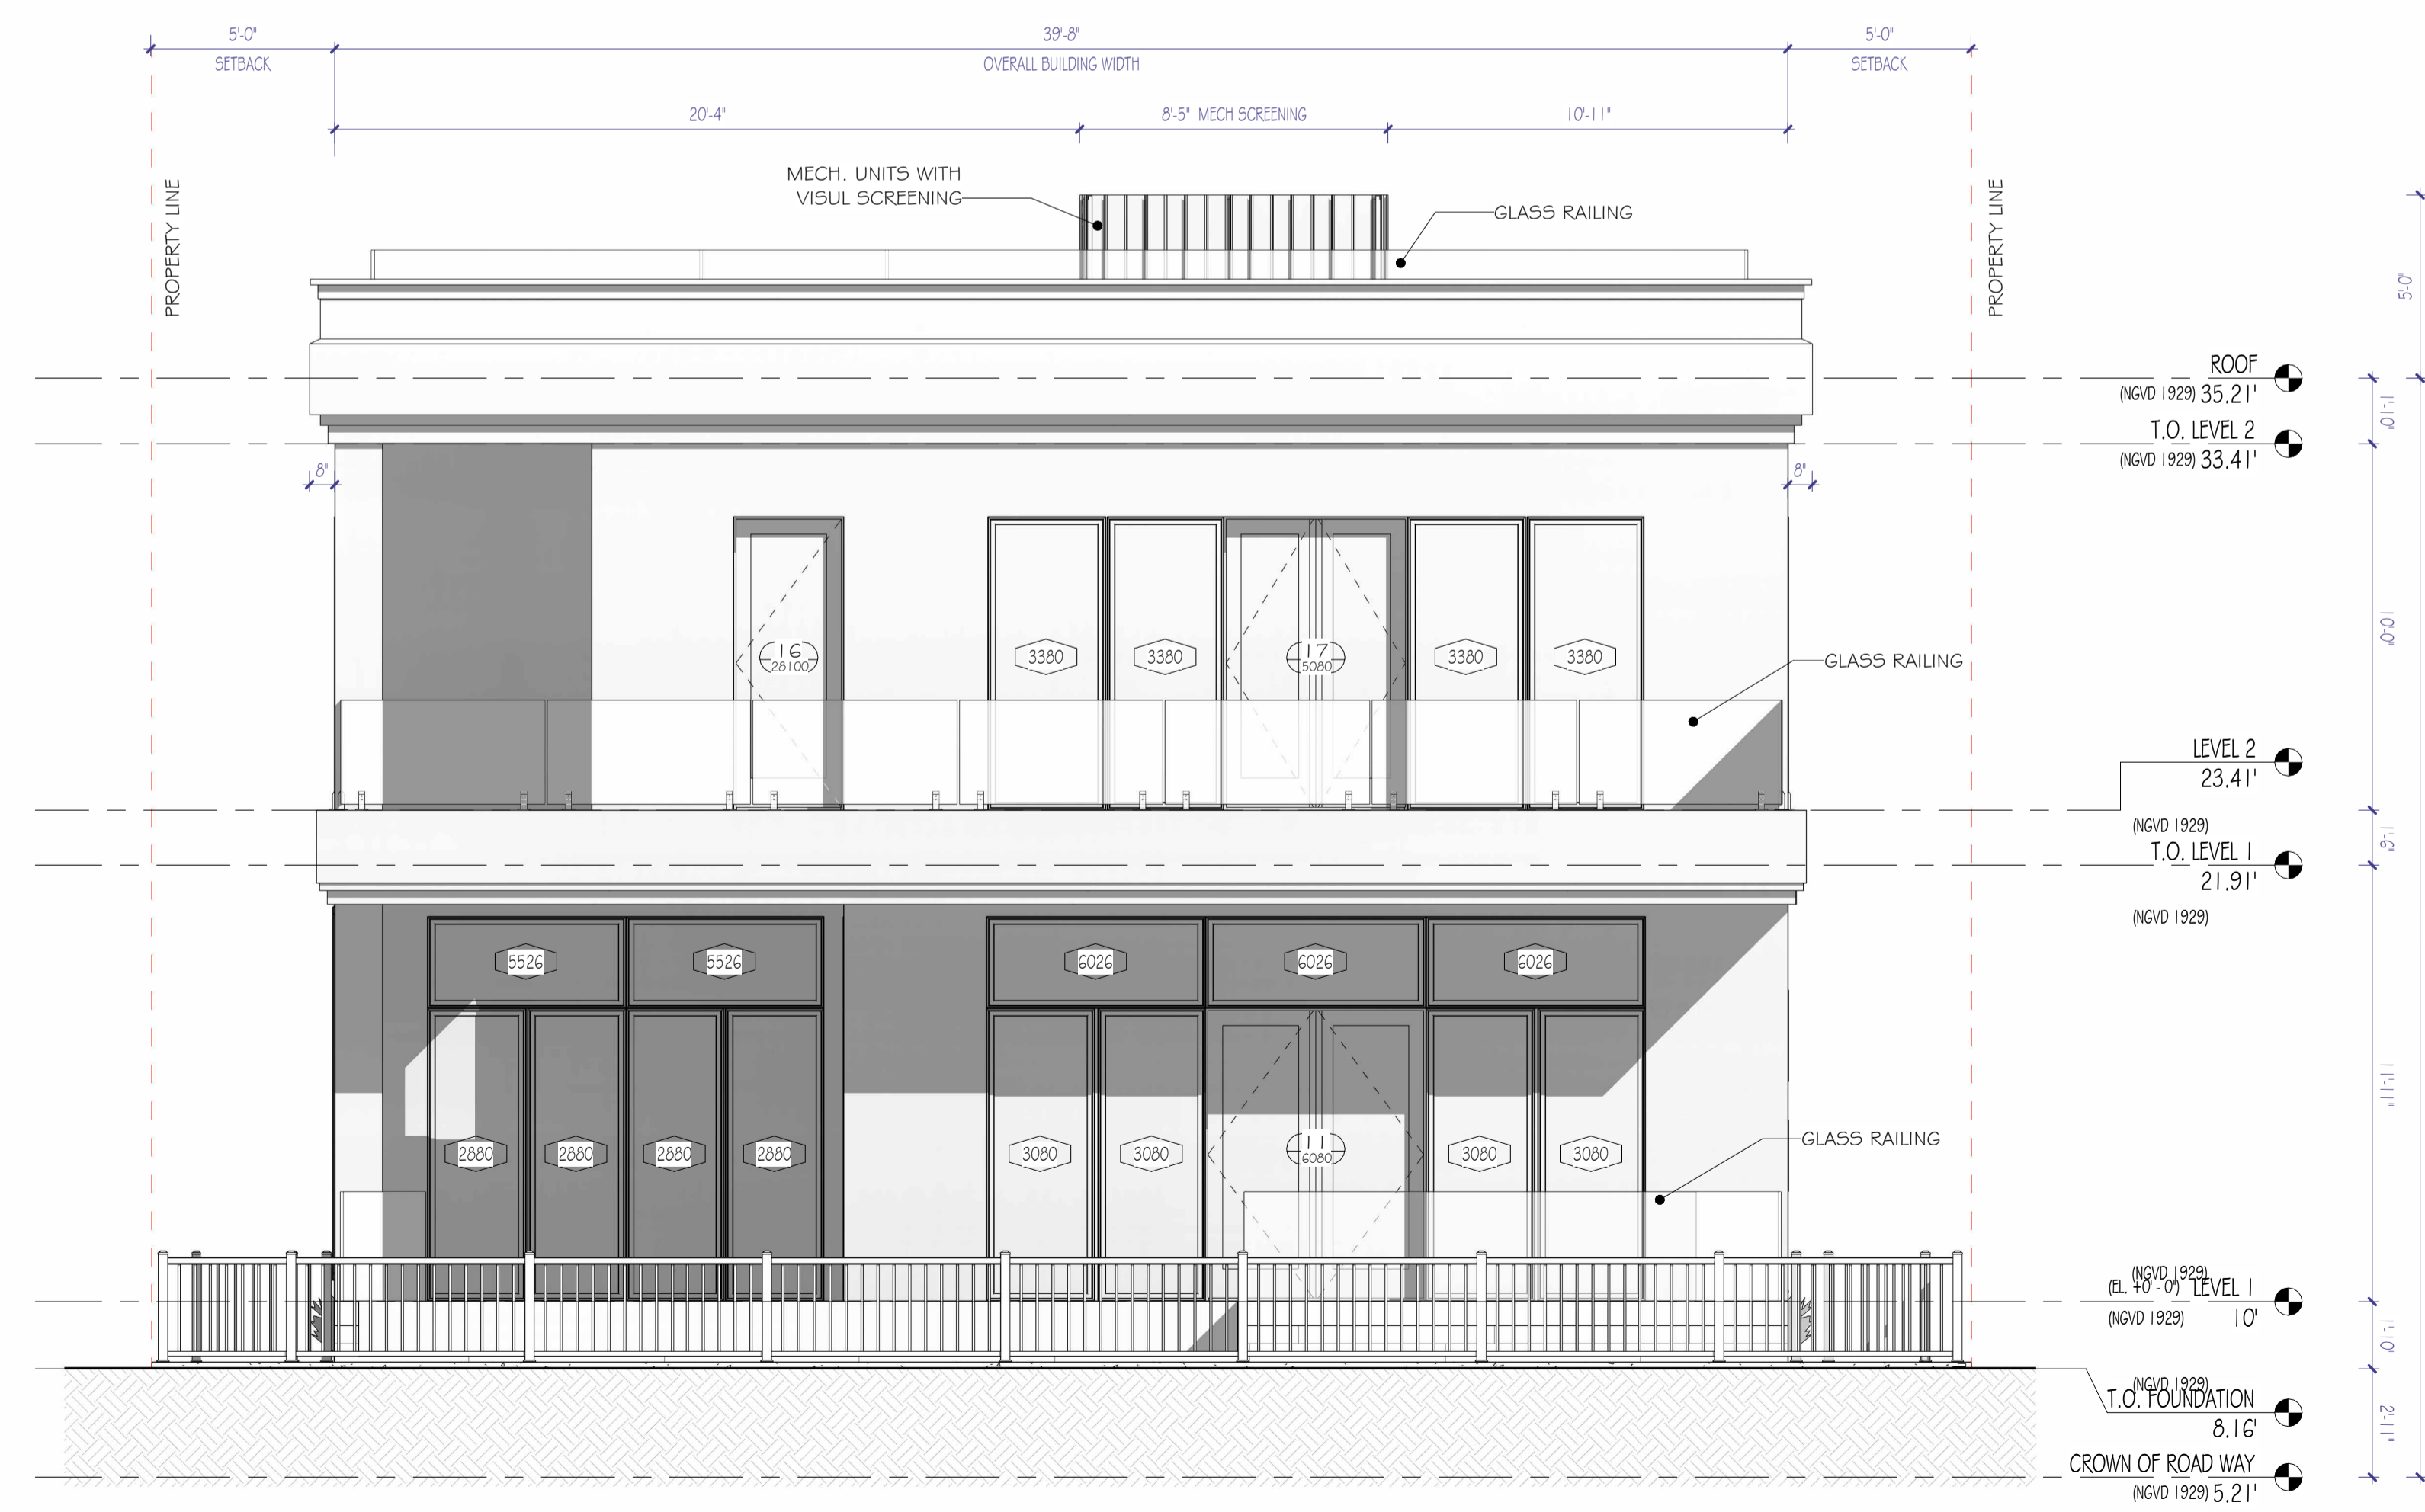 5'-0"
39'-8"
5'-0"
SETBACK
OVERALL BUILDING WIDTH
SETBACK
20'-4"
8'-5" MECH SCREENING
10'-11"
MECH. UNITS WITH
VISUL SCREENING
GLASS RAILING
PROPERTY LINE
PROPERTY LINE
5'-0"
ROOF
(NGVD 1929) 35.21'
1'-10"
T.O. LEVEL 2
(NGVD 1929) 33.41'
8"
8"
10'-0"
16
28100
3380
3380
17
5080
3380
3380
GLASS RAILING
LEVEL 2
23.41'
(NGVD 1929)
1'-6"
T.O. LEVEL 1
21.91'
(NGVD 1929)
5526
5526
6026
6026
6026
11'-11"
2880
2880
2880
2880
3080
3080
11
6080
3080
3080
GLASS RAILING
(NGVD 1929)
(EL. +0'-0") LEVEL 1
(NGVD 1929) 10'
1'-10"
(NGVD 1929)
T.O. FOUNDATION
8.16'
2'-11"
CROWN OF ROAD WAY
(NGVD 1929) 5.21'